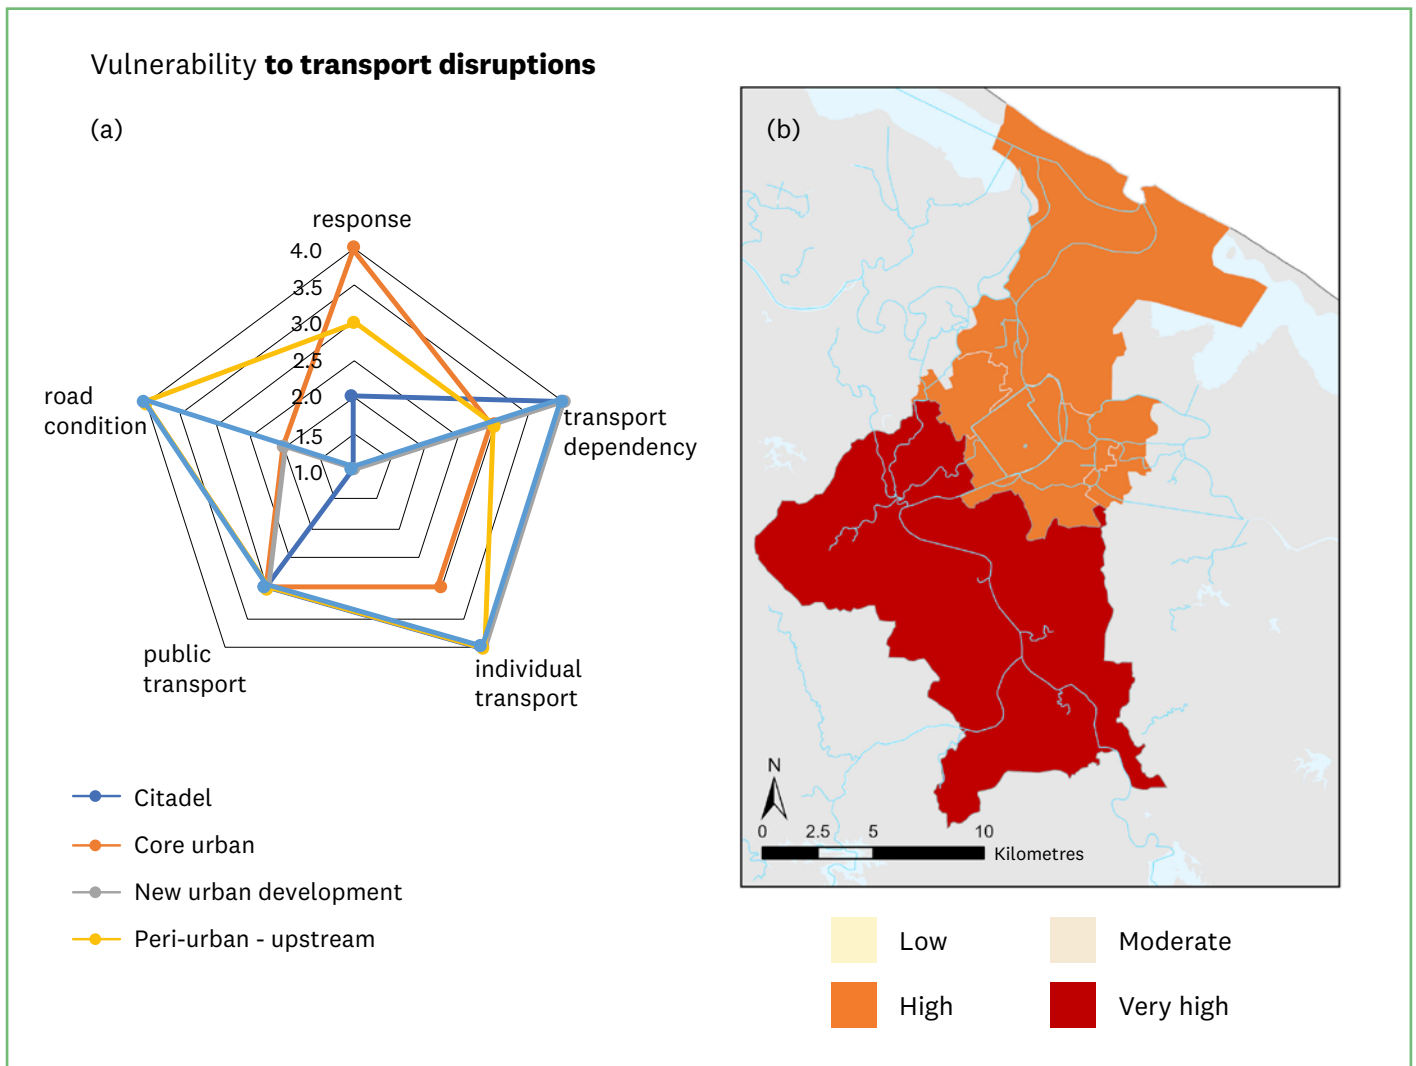 Vulnerability to transport disruptions
(a)
response
4.0
3.5
3.0
2.5
2.0
1.5
1.0
road
condition
transport
dependency
public
transport
individual
transport
Citadel
Core urban
New urban development
Peri-urban - upstream
(b)
N
0 2.5 5 10
Kilometres
Low
Moderate
High
Very high